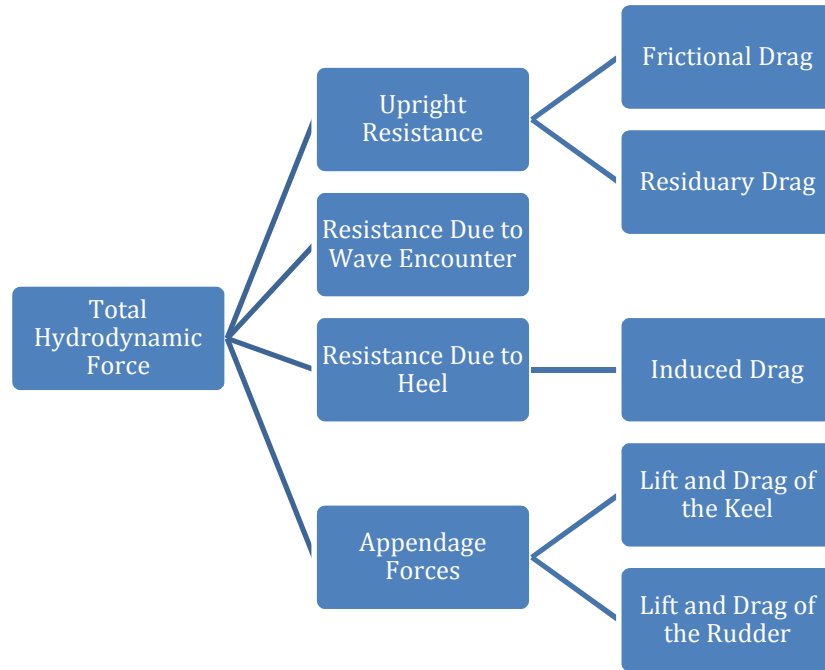 Total
Hydrodynamic
Force
Upright
Resistance
Frictional Drag
Residuary Drag
Resistance Due to
Wave Encounter
Resistance Due to
Heel
Induced Drag
Appendage
Forces
Lift and Drag of
the Keel
Lift and Drag of
the Rudder